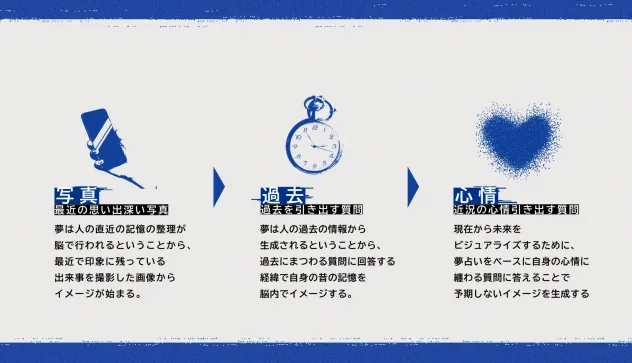 写真
最近の思い出深い写真
夢は人の直近の記憶の整理が
脳で行われるということから、
最近で印象に残っている
出来事を撮影した画像から
イメージが始まる。
過去
過去を引き出す質問
夢は人の過去の情報から
生成されるということから、
過去にまつわる質問に回答する
経緯で自身の昔の記憶を
脳内でイメージする。
心情
近況の心情引き出す質問
現在から未来を
ビジュアライズするために、
夢占いをベースに自身の心情に
纏わる質問に答えることで
予期しないイメージを生成する